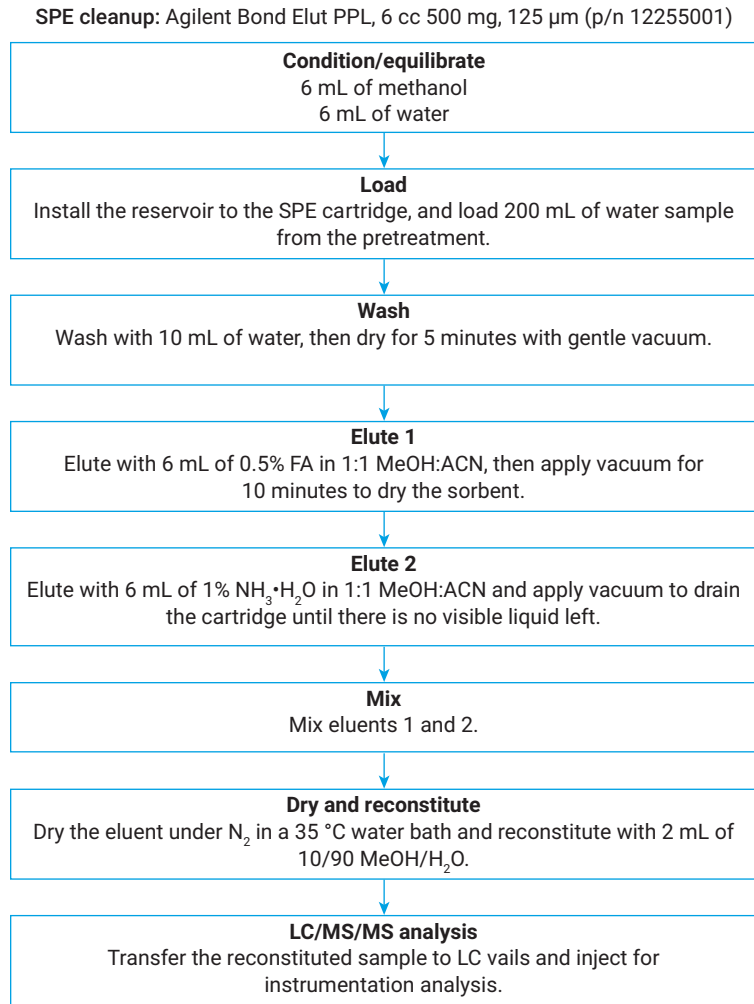 SPE cleanup: Agilent Bond Elut PPL, 6 cc 500 mg, 125 µm (p/n 12255001)
Condition/equilibrate
6 mL of methanol
6 mL of water
Load
Install the reservoir to the SPE cartridge, and load 200 mL of water sample
from the pretreatment.
Wash
Wash with 10 mL of water, then dry for 5 minutes with gentle vacuum.
Elute 1
Elute with 6 mL of 0.5% FA in 1:1 MeOH:ACN, then apply vacuum for
10 minutes to dry the sorbent.
Elute 2
Elute with 6 mL of 1% NH₃•H₂O in 1:1 MeOH:ACN and apply vacuum to drain
the cartridge until there is no visible liquid left.
Mix
Mix eluents 1 and 2.
Dry and reconstitute
Dry the eluent under N₂ in a 35 °C water bath and reconstitute with 2 mL of
10/90 MeOH/H₂O.
LC/MS/MS analysis
Transfer the reconstituted sample to LC vails and inject for
instrumentation analysis.